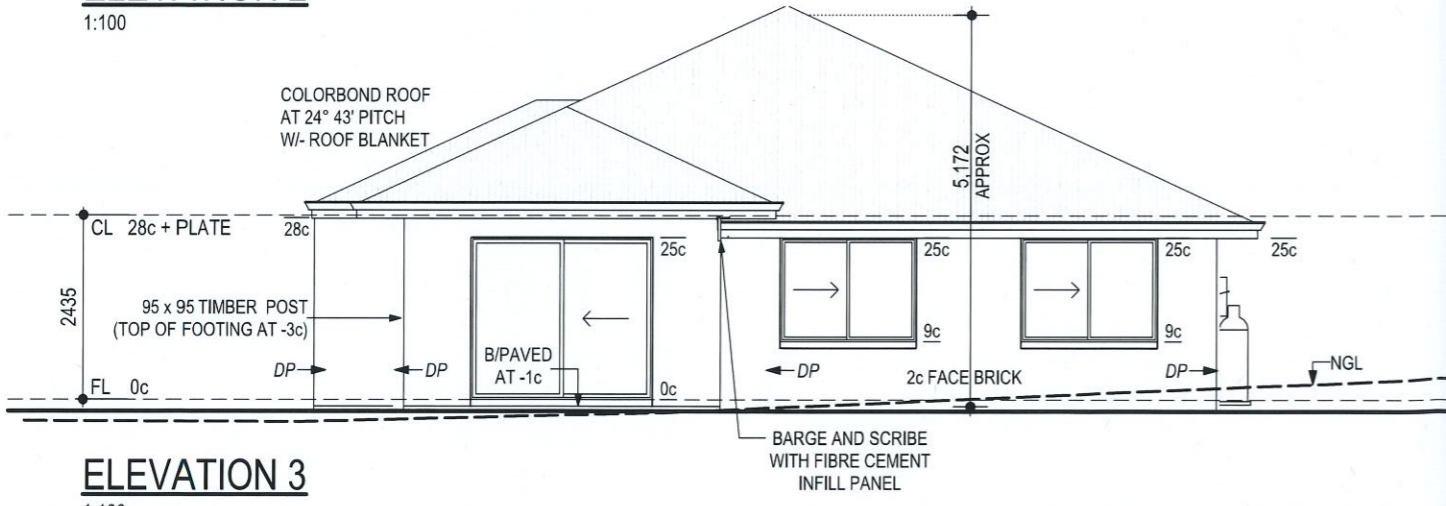 1:100
COLORBOND ROOF
AT 24° 43' PITCH
W/- ROOF BLANKET
5,172
APPROX
CL 28c + PLATE
28c
25c
25c
25c
25c
2435
95 x 95 TIMBER POST
(TOP OF FOOTING AT -3c)
9c
9c
B/PAVED
AT -1c
DP
DP
DP
2c FACE BRICK
DP
NGL
FL 0c
0c
BARGE AND SCRIBE
WITH FIBRE CEMENT
INFILL PANEL
ELEVATION 3